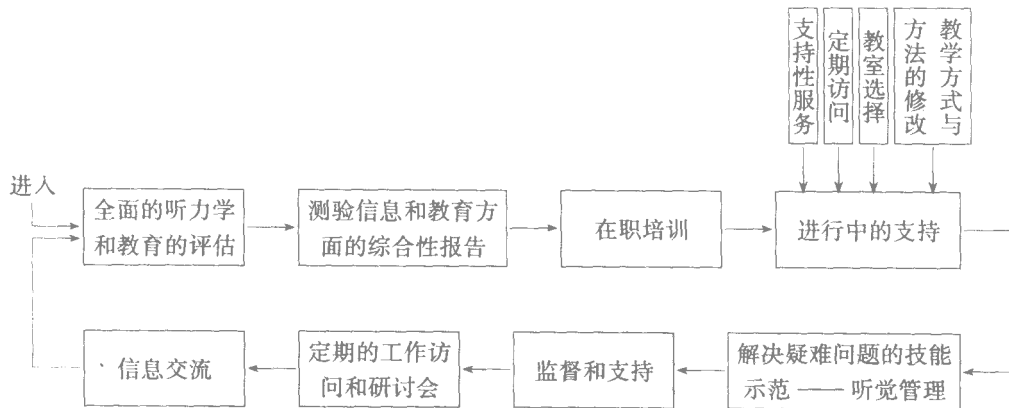 支持性服务
定期访问
教室选择
教学方式与
方法的修改
进入
全面的听力学
和教育的评估
测验信息和教育方
面的综合性报告
在职培训
进行中的支持
信息交流
定期的工作访
问和研讨会
监督和支持
解决疑难问题的技能
示范——听觉管理